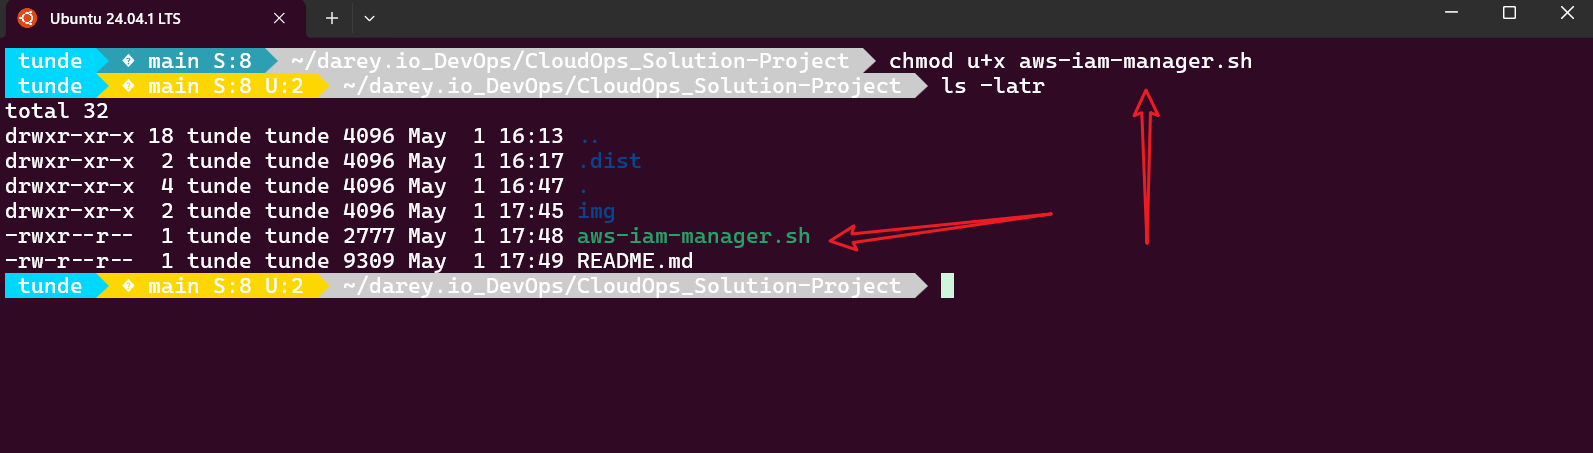 Ubuntu 24.04.1 LTS
tunde main S:8 ~/darey.io_DevOps/CloudOps_Solution-Project chmod u+x aws-iam-manager.sh
tunde main S:8 U:2 ~/darey.io_DevOps/CloudOps_Solution-Project ls -latr
total 32
drwxr-xr-x 18 tunde tunde 4096 May  1 16:13 ..
drwxr-xr-x  2 tunde tunde 4096 May  1 16:17 .dist
drwxr-xr-x  4 tunde tunde 4096 May  1 16:47 .
drwxr-xr-x  2 tunde tunde 4096 May  1 17:45 img
-rwxr--r--  1 tunde tunde 2777 May  1 17:48 aws-iam-manager.sh
-rw-r--r--  1 tunde tunde 9309 May  1 17:49 README.md
tunde main S:8 U:2 ~/darey.io_DevOps/CloudOps_Solution-Project